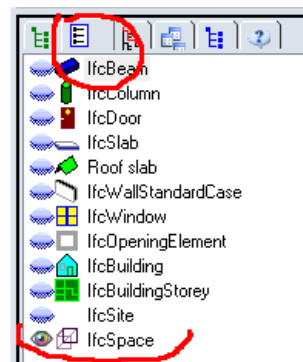 IfcBeam
IfcColumn
IfcDoor
IfcSlab
Roof slab
IfcWallStandardCase
IfcWindow
IfcOpeningElement
IfcBuilding
IfcBuildingStorey
IfcSite
IfcSpace